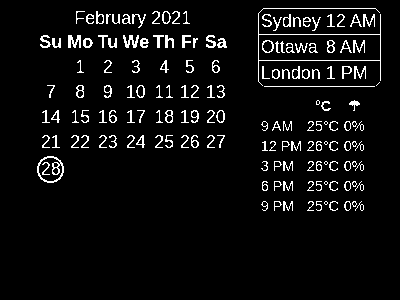 February 2021
Su Mo Tu We Th Fr Sa
1 2 3 4 5 6
7 8 9 10 11 12 13
14 15 16 17 18 19 20
21 22 23 24 25 26 27
28
Sydney 12 AM
Ottawa 8 AM
London 1 PM
°C ☂
9 AM 25°C 0%
12 PM 26°C 0%
3 PM 26°C 0%
6 PM 25°C 0%
9 PM 25°C 0%